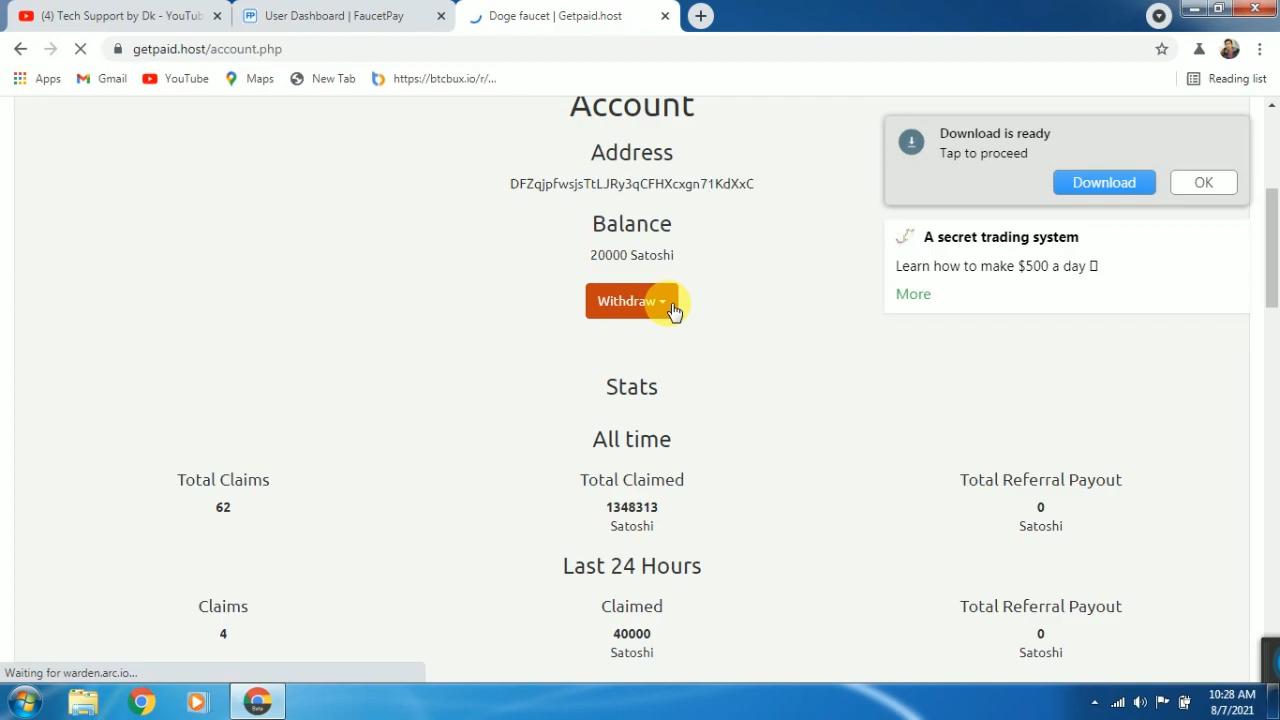 (4) Tech Support by Dk - YouTub
User Dashboard | FaucetPay
Doge faucet | Getpaid.host
getpaid.host/account.php
Apps
Gmail
YouTube
Maps
New Tab
https://btcbux.io/r/...
Reading list
Account
Address
DFZqjpfwsjsTtLJRy3qCFHXcxgn71KdXxC
Balance
20000 Satoshi
Withdraw
Download is ready
Tap to proceed
Download
OK
A secret trading system
Learn how to make $500 a day
More
Stats
All time
Total Claims
Total Claimed
Total Referral Payout
62
1348313
0
Satoshi
Satoshi
Last 24 Hours
Claims
Claimed
Total Referral Payout
4
40000
0
Satoshi
Satoshi
Waiting for warden.arc.io...
Beta
10:28 AM
8/7/2021